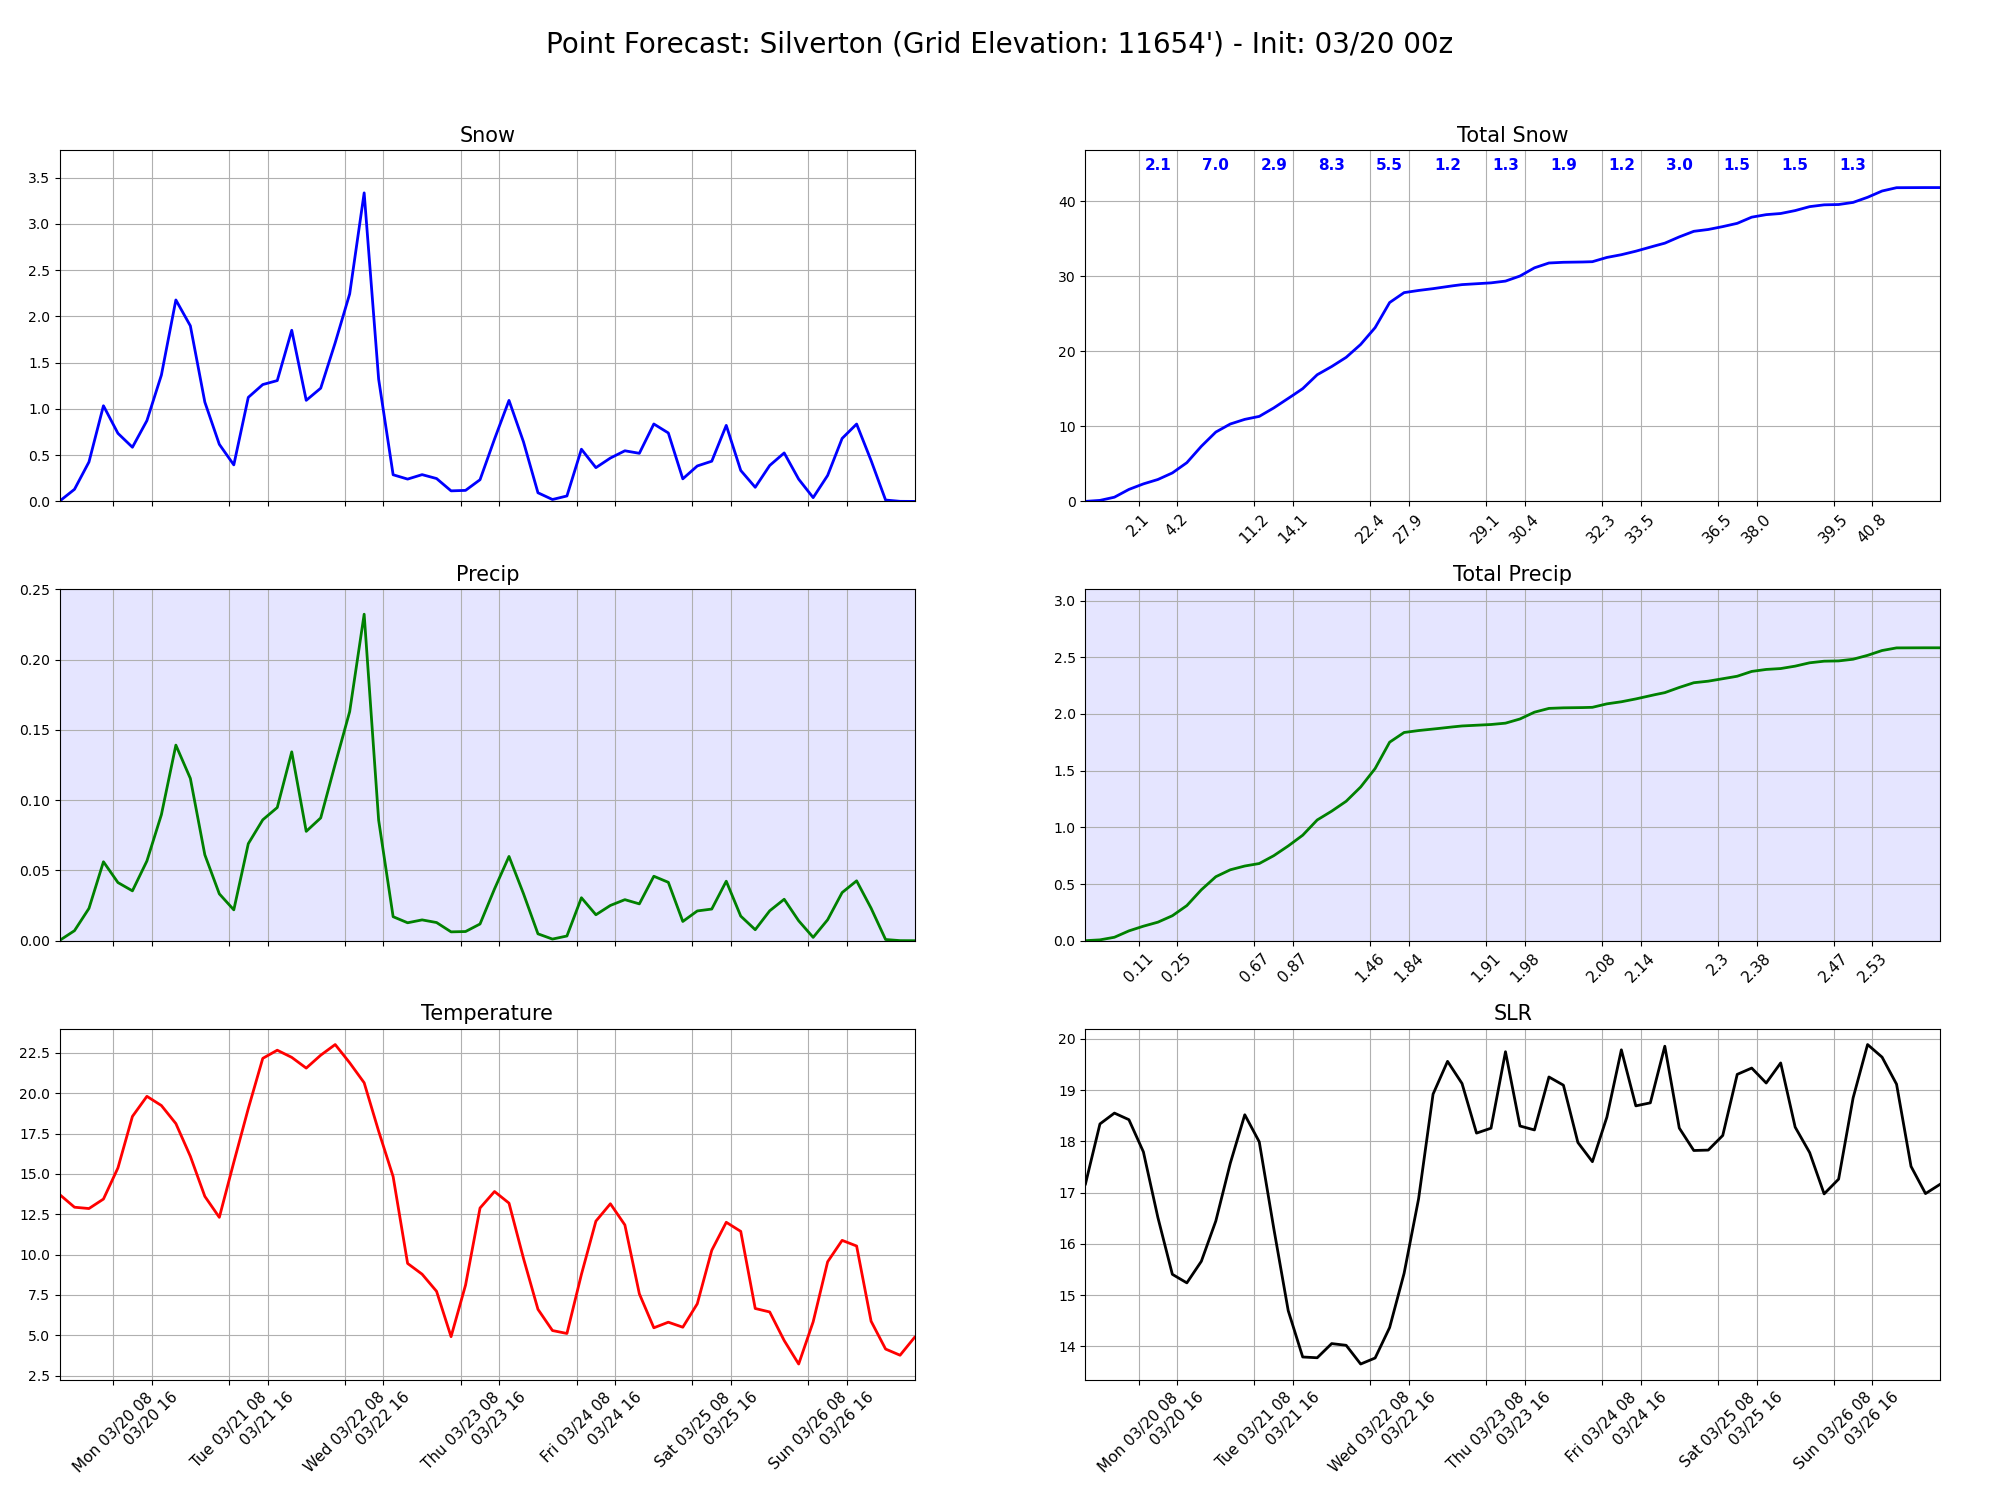 Point Forecast: Silverton (Grid Elevation: 11654') - Init: 03/20 00z
Snow
3.5
3.0
2.5
2.0
1.5
1.0
0.5
0.0
Total Snow
2.1 7.0 2.9 8.3 5.5 1.2 1.3 1.9 1.2 3.0 1.5 1.5 1.3
40
30
20
10
0
2.1 4.2 11.2 14.1 22.4 27.9 29.1 30.4 32.3 33.5 36.5 38.0 39.5 40.8
Precip
0.25
0.20
0.15
0.10
0.05
0.00
Total Precip
3.0
2.5
2.0
1.5
1.0
0.5
0.0
0.11 0.25 0.67 0.87 1.46 1.84 1.91 1.98 2.08 2.14 2.3 2.38 2.47 2.53
Temperature
22.5
20.0
17.5
15.0
12.5
10.0
7.5
5.0
2.5
Mon 03/20 08
03/20 16
Tue 03/21 08
03/21 16
Wed 03/22 08
03/22 16
Thu 03/23 08
03/23 16
Fri 03/24 08
03/24 16
Sat 03/25 08
03/25 16
Sun 03/26 08
03/26 16
SLR
20
19
18
17
16
15
14
Mon 03/20 08
03/20 16
Tue 03/21 08
03/21 16
Wed 03/22 08
03/22 16
Thu 03/23 08
03/23 16
Fri 03/24 08
03/24 16
Sat 03/25 08
03/25 16
Sun 03/26 08
03/26 16